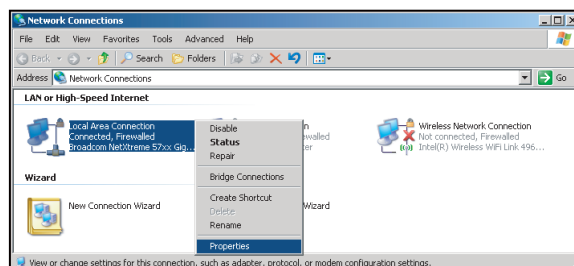 Network Connections
File Edit View Favorites Tools Advanced Help
Back Search Folders
Address Network Connections Go
LAN or High-Speed Internet
Local Area Connection
Connected, Firewalled
Broadcom NetXtreme 57xx Gig...
Disable
Status
Repair
Bridge Connections
Create Shortcut
Delete
Rename
Properties
Wireless Network Connection
Not connected, Firewalled
Intel(R) Wireless WiFi Link 496...
Wizard
New Connection Wizard
Wizard
View or change settings for this connection, such as adapter, protocol, or modem configuration settings.